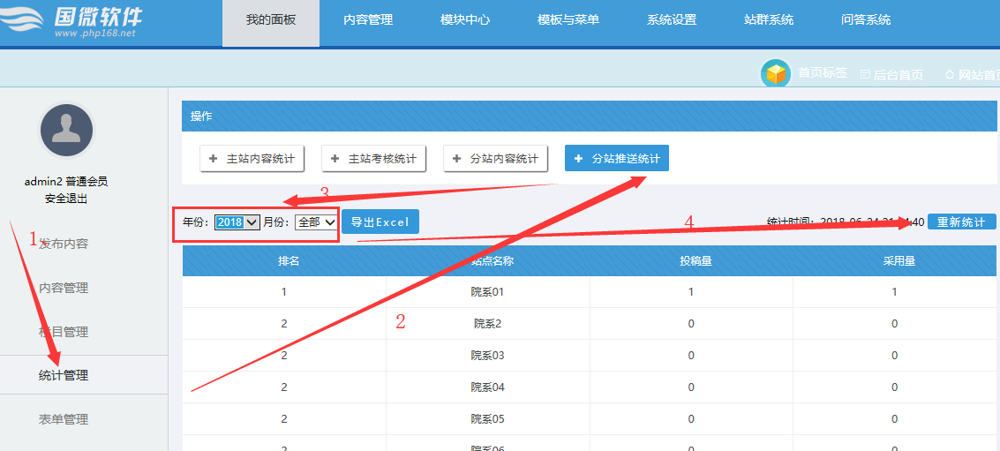 国微软件
www.php168.net
我的面板 内容管理 模块中心 模板与菜单 系统设置 站群系统 问答系统
首页标签 后台首页 网站首页
操作
主站内容统计 主站考核统计 分站内容统计 分站推送统计
admin2 普通会员
安全退出
3
年份: 2018 月份: 全部 导出Excel
4
统计时间: 2018-06-24 重新统计
1、
发布内容
内容管理
栏目管理
统计管理
表单管理
2
排名 站点名称 投稿量 采用量
1 院系01 1 1
2 院系2 0 0
2 院系03 0 0
2 院系04 0 0
2 院系05 0 0
2 院系06 0 0